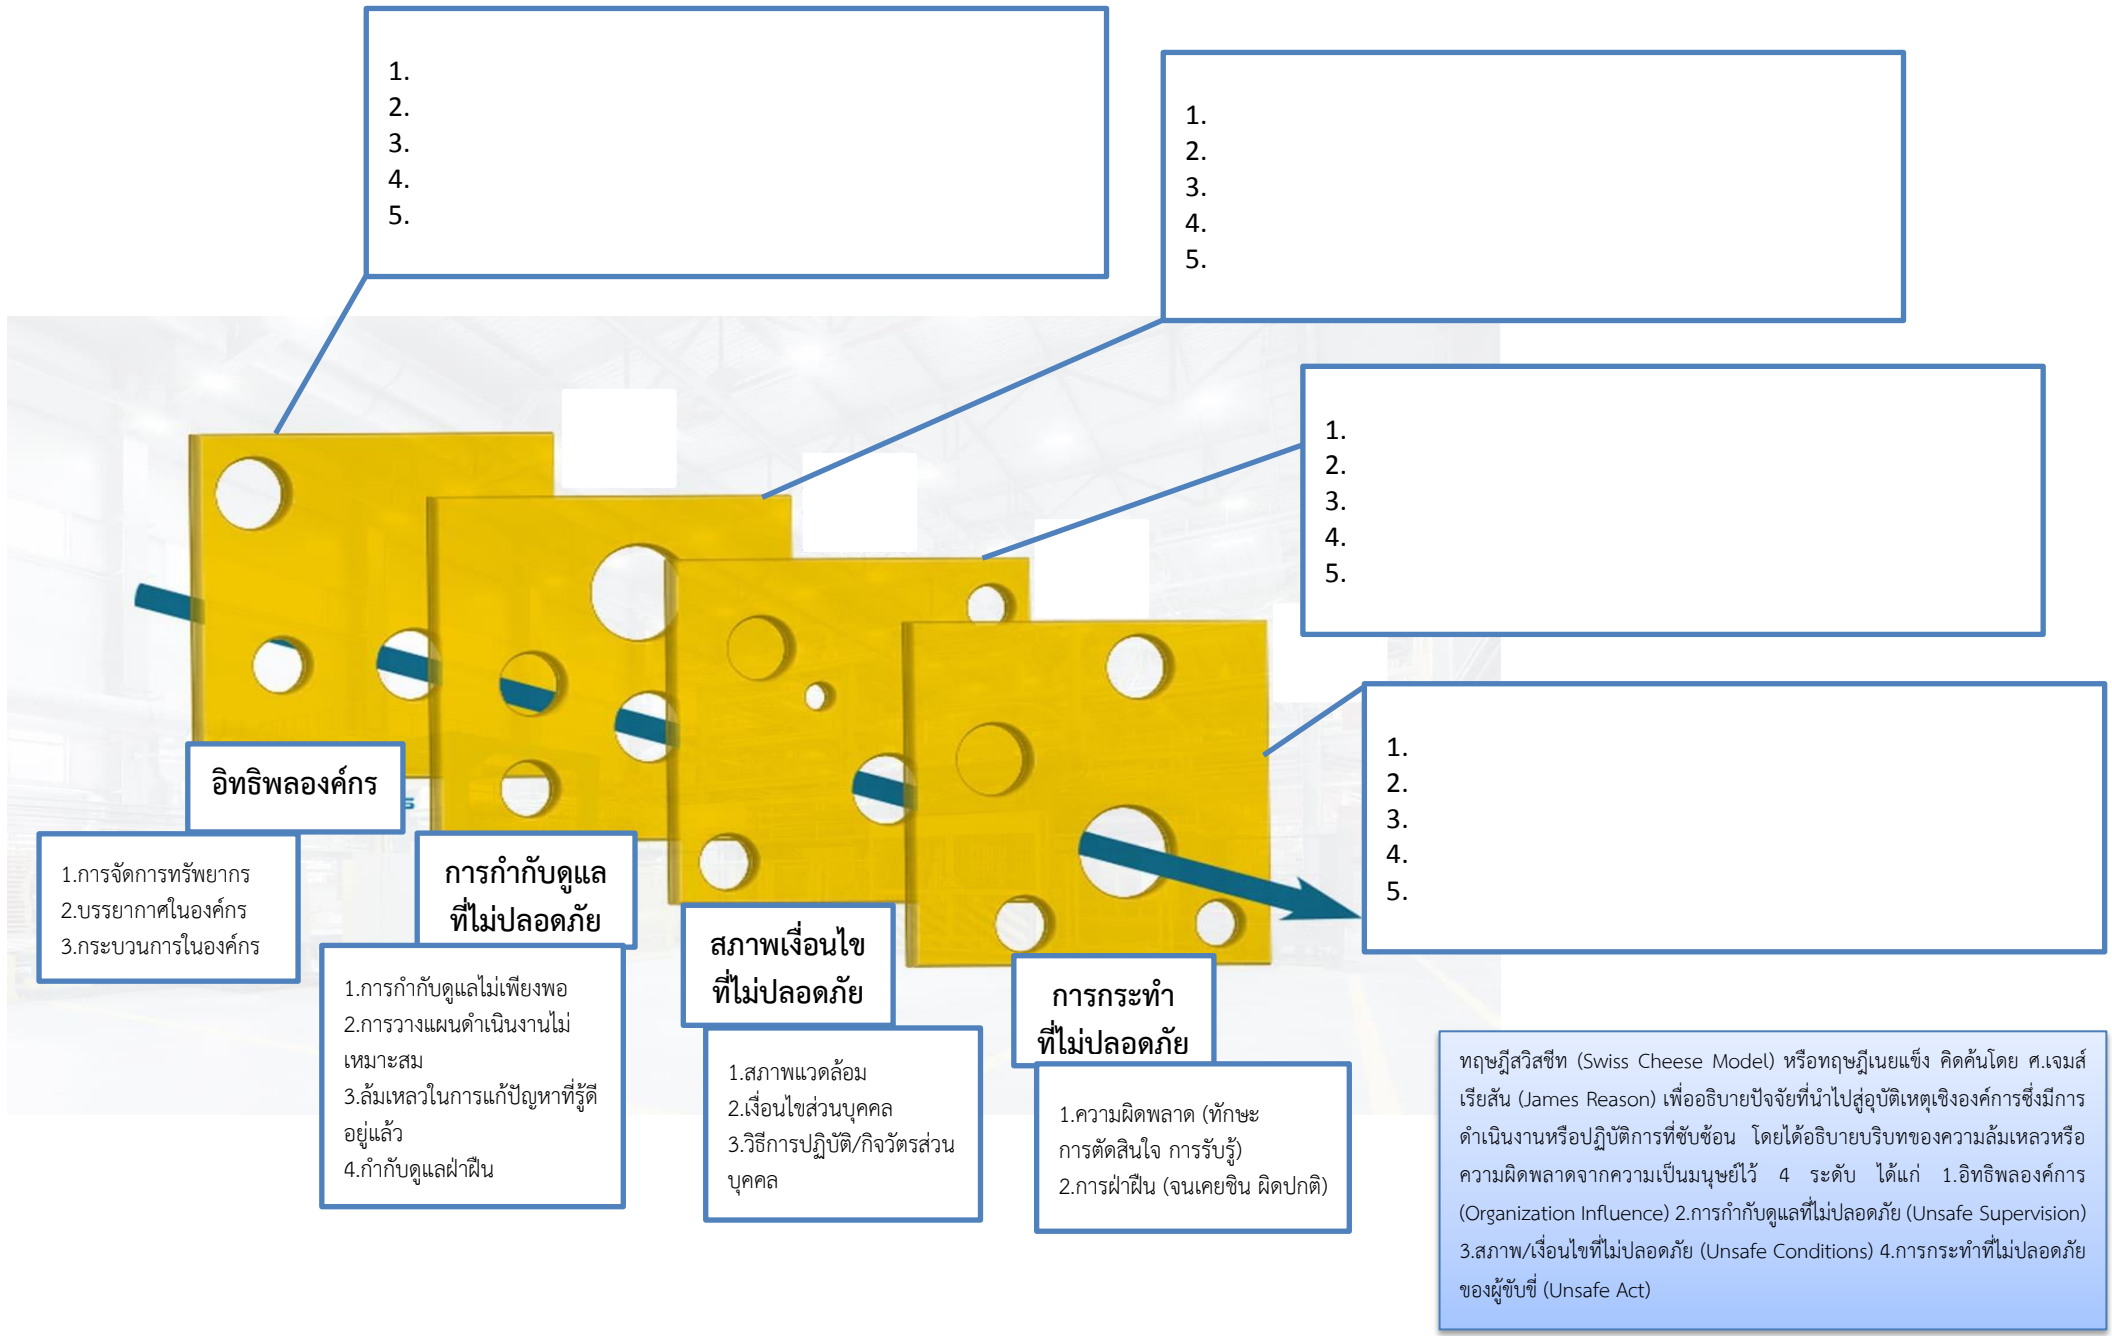 1.
2.
3.
4.
5.
1.
2.
3.
4.
5.
1.
2.
3.
4.
5.
1.
2.
3.
4.
5.
อิทธิพลองค์กร
1.การจัดการทรัพยากร
2.บรรยากาศในองค์กร
3.กระบวนการในองค์กร
การกำกับดูแล
ที่ไม่ปลอดภัย
1.การกำกับดูแลไม่เพียงพอ
2.การวางแผนดำเนินงานไม่
เหมาะสม
3.ล้มเหลวในการแก้ปัญหาที่รู้ดี
อยู่แล้ว
4.กำกับดูแลฝ่าฝืน
สภาพเงื่อนไข
ที่ไม่ปลอดภัย
1.สภาพแวดล้อม
2.เงื่อนไขส่วนบุคคล
3.วิธีการปฏิบัติ/กิจวัตรส่วน
บุคคล
การกระทำ
ที่ไม่ปลอดภัย
1.ความผิดพลาด (ทักษะ
การตัดสินใจ การรับรู้)
2.การฝ่าฝืน (จนเคยชิน ผิดปกติ)
ทฤษฎีสวิสชีท (Swiss Cheese Model) หรือทฤษฎีเนยแข็ง คิดค้นโดย ศ.เจมส์
เรียสัน (James Reason) เพื่ออธิบายปัจจัยที่นำไปสู่อุบัติเหตุเชิงองค์การซึ่งมีการ
ดำเนินงานหรือปฏิบัติการที่ซับซ้อน โดยได้อธิบายบริบทของความล้มเหลวหรือ
ความผิดพลาดจากความเป็นมนุษย์ไว้ 4 ระดับ ได้แก่ 1.อิทธิพลองค์การ
(Organization Influence) 2.การกำกับดูแลที่ไม่ปลอดภัย (Unsafe Supervision)
3.สภาพ/เงื่อนไขที่ไม่ปลอดภัย (Unsafe Conditions) 4.การกระทำที่ไม่ปลอดภัย
ของผู้ขับขี่ (Unsafe Act)